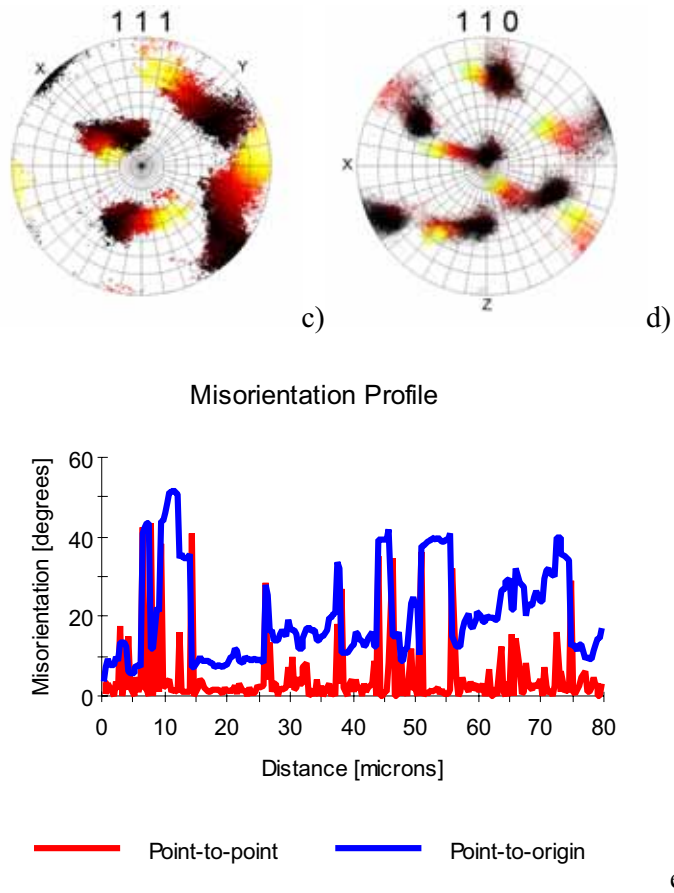 1 1 1
X
Y
c)
1 1 0
X
Z
d)
Misorientation Profile
Misorientation [degrees]
60
40
20
0
0 10 20 30 40 50 60 70 80
Distance [microns]
Point-to-point Point-to-origin
e